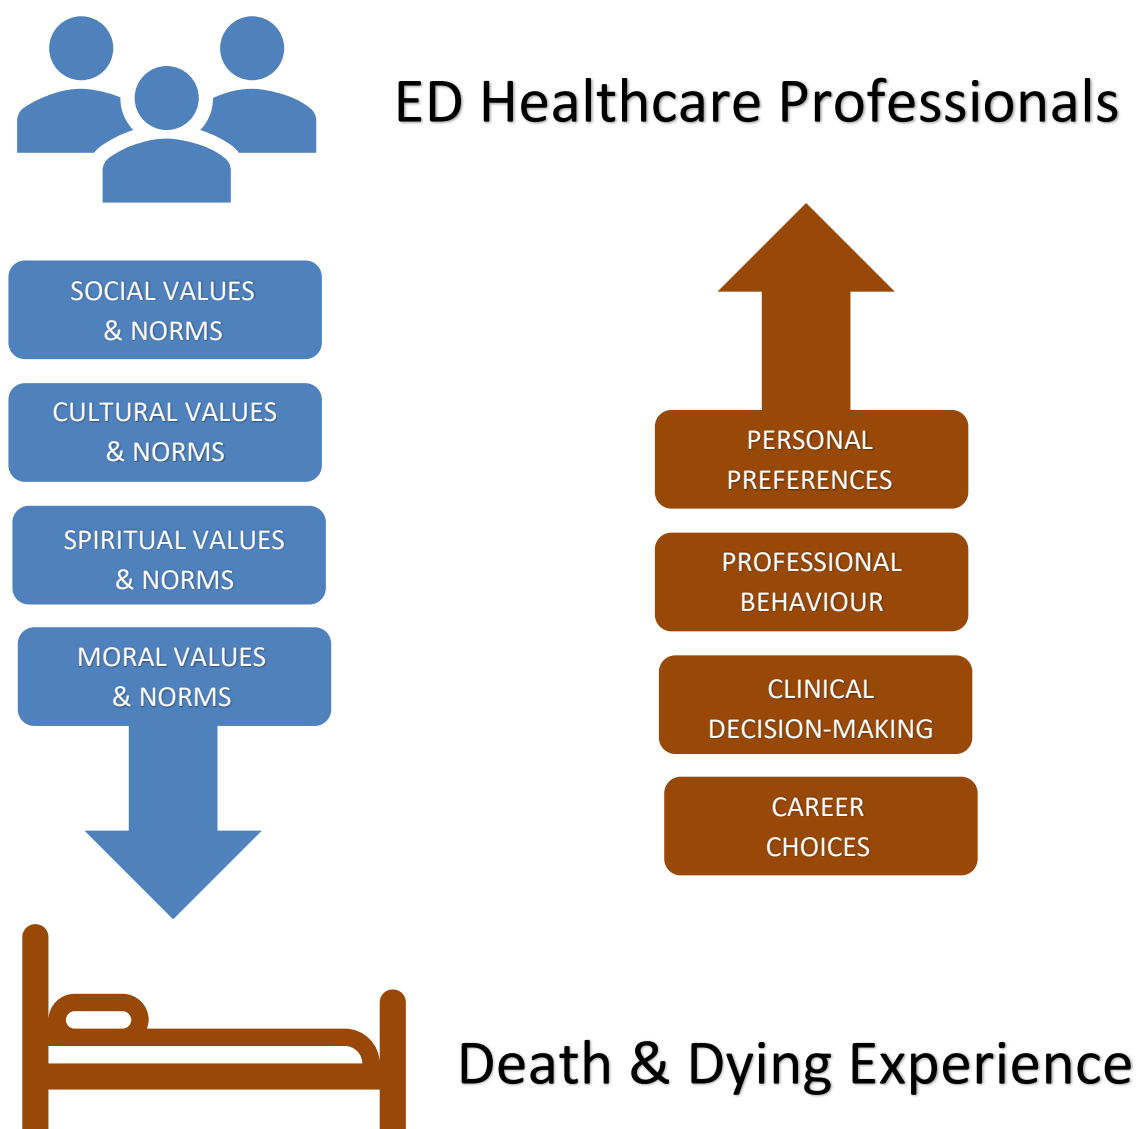 ED Healthcare Professionals
SOCIAL VALUES
& NORMS
CULTURAL VALUES
& NORMS
SPIRITUAL VALUES
& NORMS
MORAL VALUES
& NORMS
PERSONAL
PREFERENCES
PROFESSIONAL
BEHAVIOUR
CLINICAL
DECISION-MAKING
CAREER
CHOICES
Death & Dying Experience